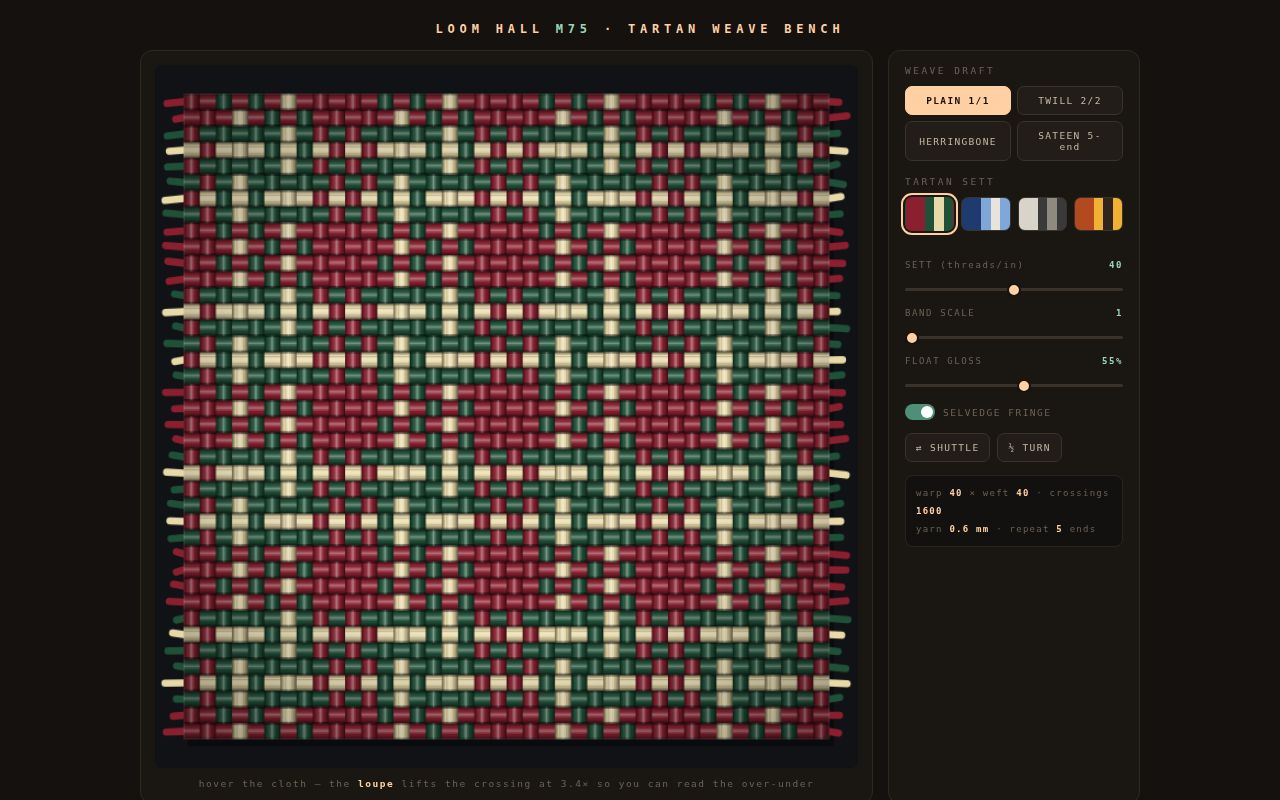 LOOM HALL M75 · TARTAN WEAVE BENCH
WEAVE DRAFT
PLAIN 1/1
TWILL 2/2
HERRINGBONE
SATEEN 5-
end
TARTAN SETT
SETT (threads/in) 40
BAND SCALE 1
FLOAT GLOSS 55%
SELVEDGE FRINGE
⇄ SHUTTLE
½ TURN
warp 40 × weft 40 · crossings
1600
yarn 0.6 mm · repeat 5 ends
hover the cloth — the loupe lifts the crossing at 3.4× so you can read the over-under